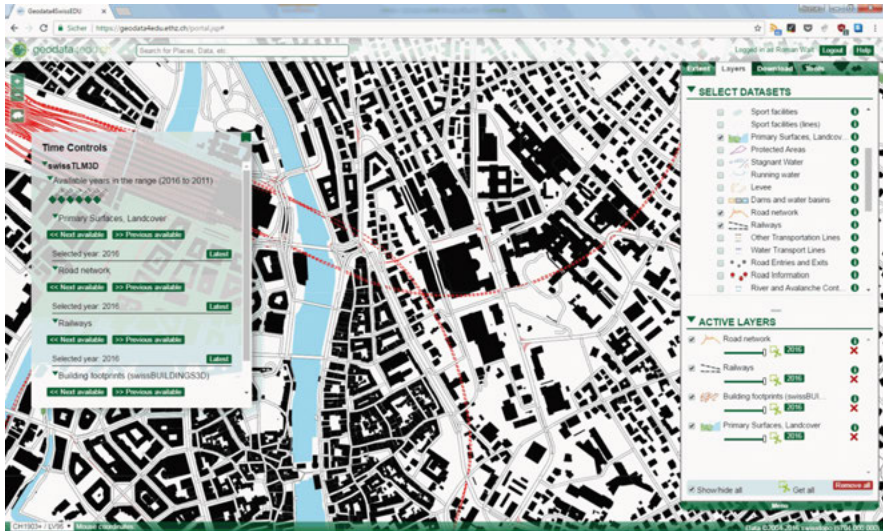 Geodata4SwissEDU
Sicher | https://geodata4edu.ethz.ch/portal.jsp#
geodata4edu.ch
Search for Places, Data, etc
Logged in as Roman Walt
Logout
Help
Time Controls
swissTLM3D
Available years in the range (2016 to 2011)
Primary Surfaces, Landcover
<< Next available
>> Previous available
Selected year: 2016
Latest
Road network
<< Next available
>> Previous available
Selected year: 2016
Latest
Railways
<< Next available
>> Previous available
Selected year: 2016
Latest
Building footprints (swissBUILDINGS3D)
<< Next available
>> Previous available
Extent
Layers
Download
Tools
SELECT DATASETS
Sport facilities
Sport facilities (lines)
Primary Surfaces, Landcov...
Protected Areas
Stagnant Water
Running water
Levee
Dams and water basins
Road network
Railways
Other Transportation Lines
Water Transport Lines
Road Entries and Exits
Road Information
River and Avalanche Cont...
ACTIVE LAYERS
Road network
2016
Railways
2016
Building footprints (swissBUI...
2016
Primary Surfaces, Landcover
2016
Show/hide all
Get all
Remove all
Menu
CH1903+ / LV95
Mouse coordinates